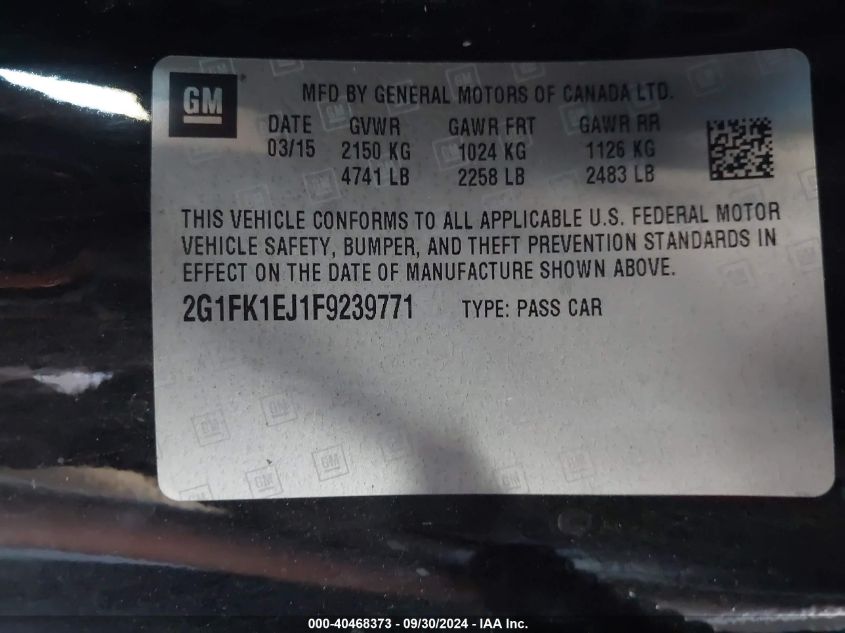 GM
MFD BY GENERAL MOTORS OF CANADA LTD.
DATE GVWR GAWR FRT GAWR RR
03/15 2150 KG 1024 KG 1126 KG
4741 LB 2258 LB 2483 LB
THIS VEHICLE CONFORMS TO ALL APPLICABLE U.S. FEDERAL MOTOR
VEHICLE SAFETY, BUMPER, AND THEFT PREVENTION STANDARDS IN
EFFECT ON THE DATE OF MANUFACTURE SHOWN ABOVE.
2G1FK1EJ1F9239771 TYPE: PASS CAR
000-40468373 - 09/30/2024 - IAA Inc.